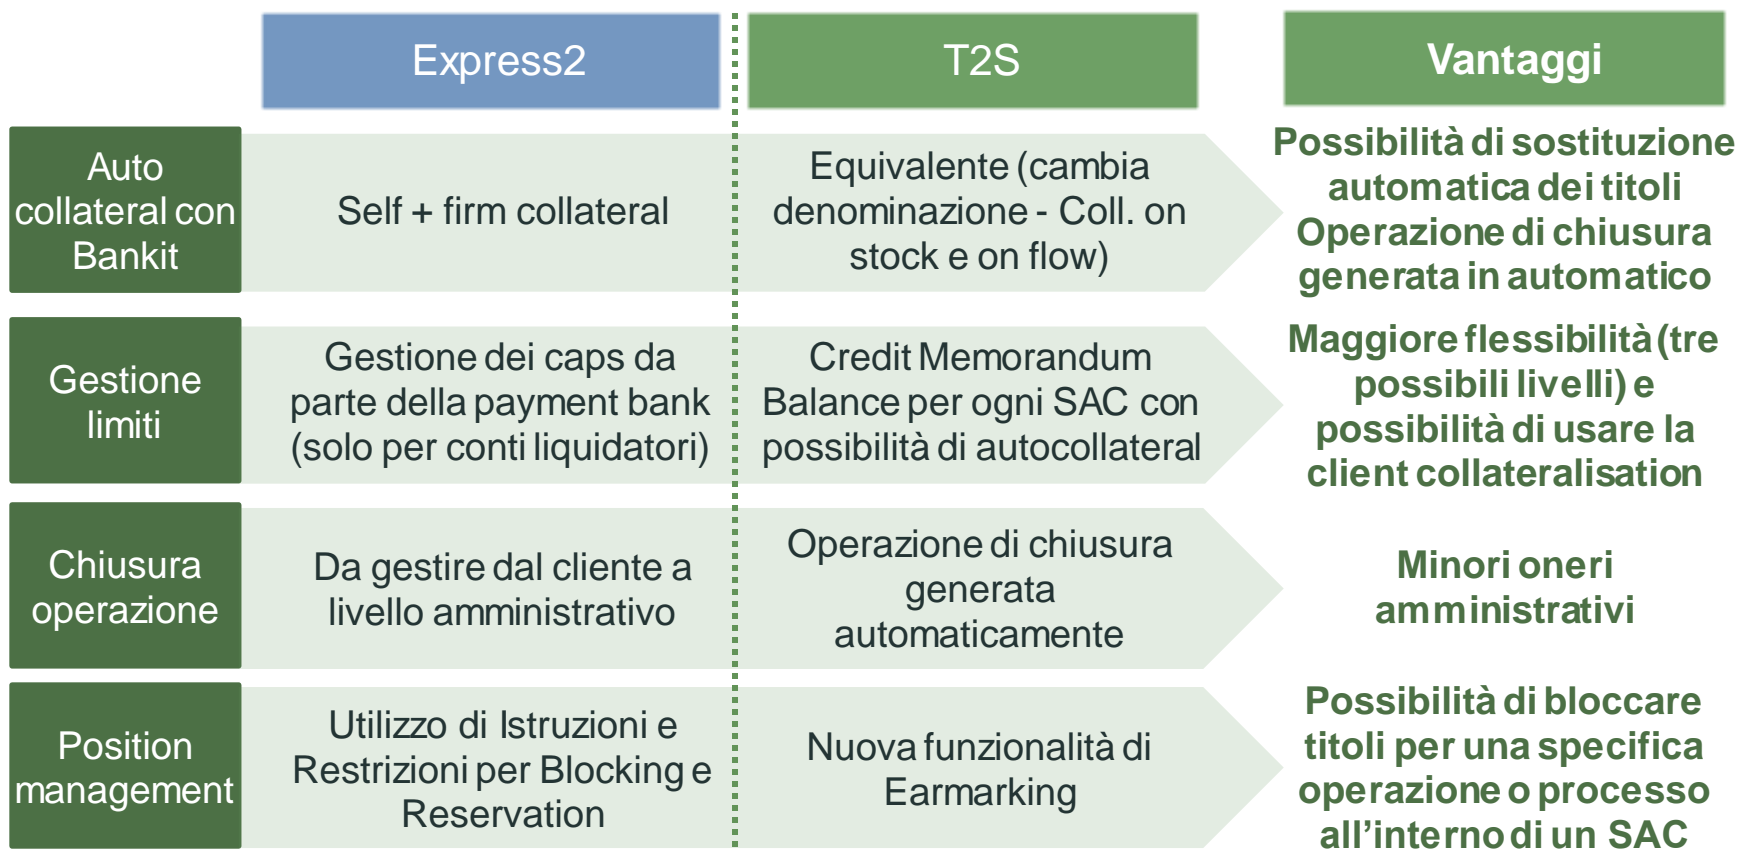 Express2
T2S
Vantaggi
Auto
collateral con
Bankit
Self + firm collateral
Equivalente (cambia
denominazione - Coll. on
stock e on flow)
Possibilità di sostituzione
automatica dei titoli
Operazione di chiusura
generata in automatico
Gestione
limiti
Gestione dei caps da
parte della payment bank
(solo per conti liquidatori)
Credit Memorandum
Balance per ogni SAC con
possibilità di autocollateral
Maggiore flessibilità (tre
possibili livelli) e
possibilità di usare la
client collateralisation
Chiusura
operazione
Da gestire dal cliente a
livello amministrativo
Operazione di chiusura
generata
automaticamente
Minori oneri
amministrativi
Position
management
Utilizzo di Istruzioni e
Restrizioni per Blocking e
Reservation
Nuova funzionalità di
Earmarking
Possibilità di bloccare
titoli per una specifica
operazione o processo
all’interno di un SAC